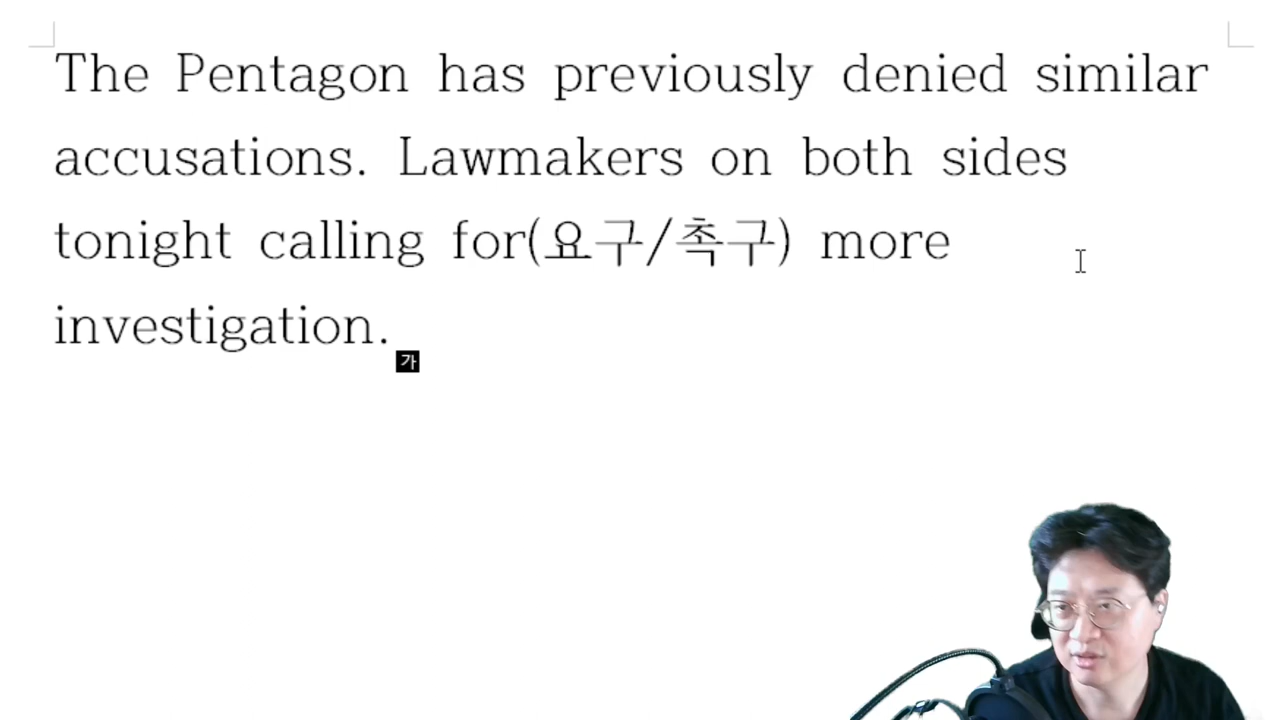 The Pentagon has previously denied similar
accusations. Lawmakers on both sides
tonight calling for(요구/촉구) more
investigation.
가